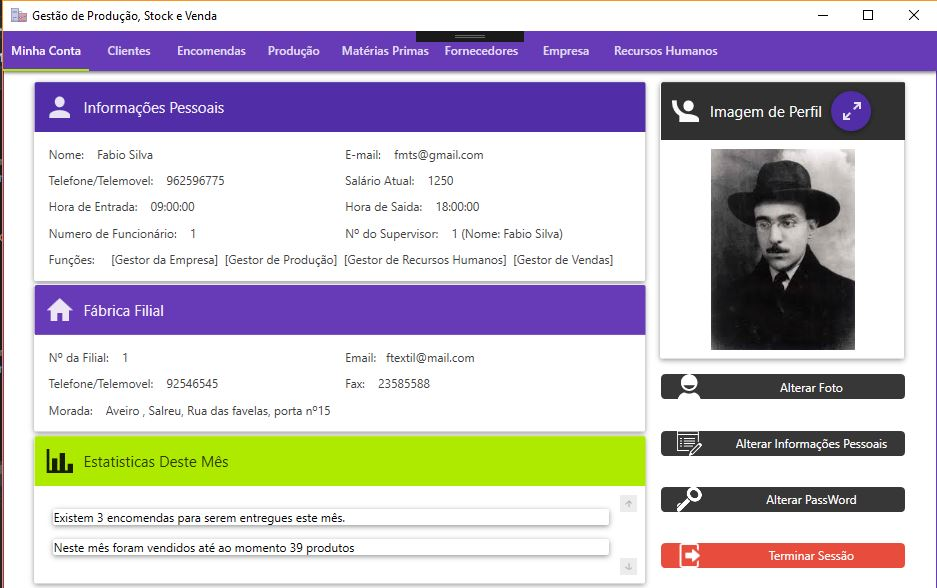 Gestão de Produção, Stock e Venda
Minha Conta Clientes Encomendas Produção Matérias Primas Fornecedores Empresa Recursos Humanos
Informações Pessoais
Nome: Fabio Silva E-mail: fmts@gmail.com
Telefone/Telemovel: 962596775 Salário Atual: 1250
Hora de Entrada: 09:00:00 Hora de Saida: 18:00:00
Numero de Funcionário: 1 Nº do Supervisor: 1 (Nome: Fabio Silva)
Funções: [Gestor da Empresa] [Gestor de Produção] [Gestor de Recursos Humanos] [Gestor de Vendas]
Fábrica Filial
Nº da Filial: 1 Email: ftextil@mail.com
Telefone/Telemovel: 92546545 Fax: 23585588
Morada: Aveiro , Salreu, Rua das favelas, porta nº15
Estatisticas Deste Mês
Existem 3 encomendas para serem entregues este mês.
Neste mês foram vendidos até ao momento 39 produtos
Imagem de Perfil
Alterar Foto
Alterar Informações Pessoais
Alterar PassWord
Terminar Sessão